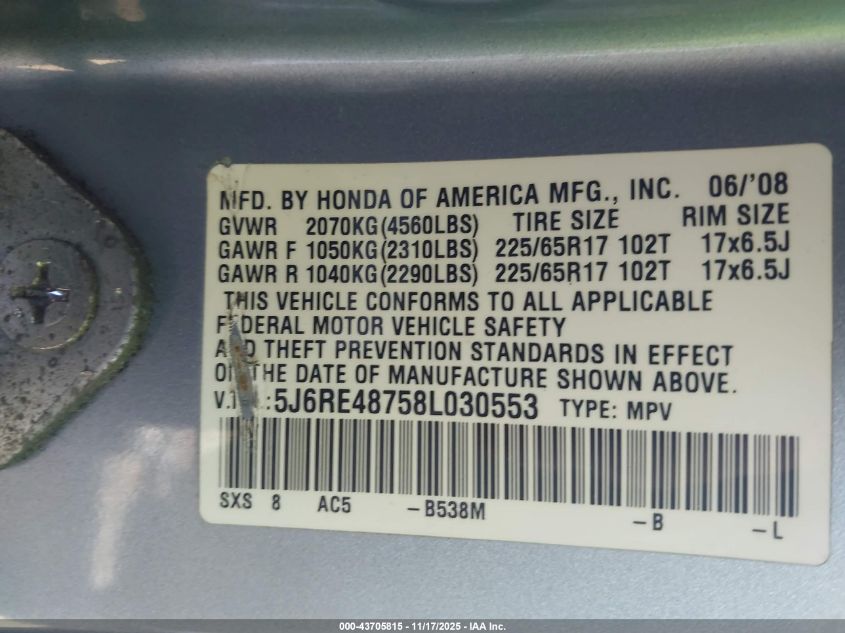 MFD. BY HONDA OF AMERICA MFG., INC. 06/'08
GVWR 2070KG(4560LBS) TIRE SIZE RIM SIZE
GAWR F 1050KG(2310LBS) 225/65R17 102T 17x6.5J
GAWR R 1040KG(2290LBS) 225/65R17 102T 17x6.5J
THIS VEHICLE CONFORMS TO ALL APPLICABLE
FEDERAL MOTOR VEHICLE SAFETY
AND THEFT PREVENTION STANDARDS IN EFFECT
ON THE DATE OF MANUFACTURE SHOWN ABOVE.
V.I.N.:5J6RE48758L030553 TYPE: MPV
SXS 8 AC5 -B538M -B -L
000-43705815 - 11/17/2025 - IAA Inc.